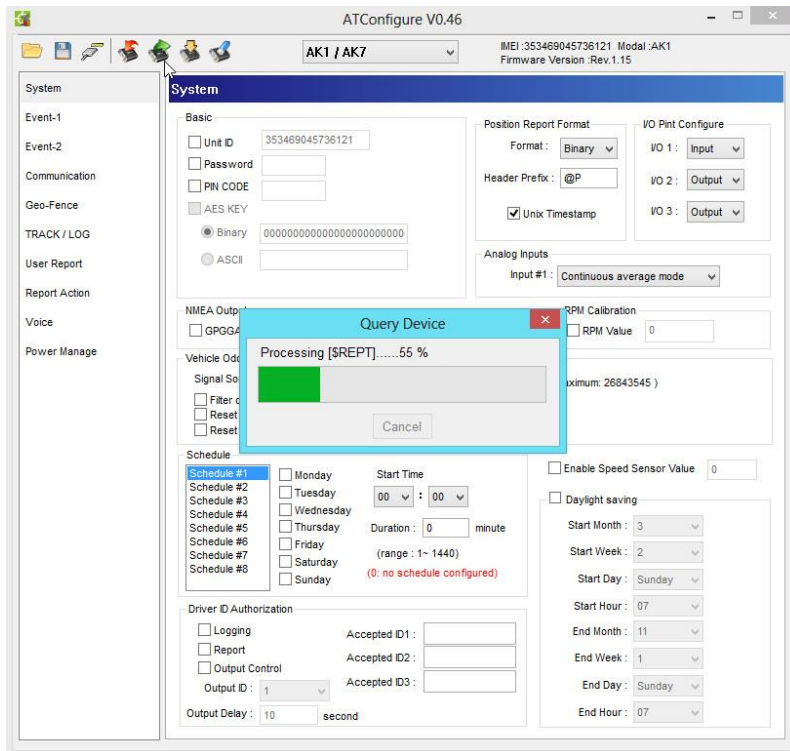 ATConfigure V0.46
AK1 / AK7
IMEI :353469045736121 Modal :AK1
Firmware Version :Rev.1.15
System
Event-1
Event-2
Communication
Geo-Fence
TRACK / LOG
User Report
Report Action
Voice
Power Manage
System
Basic
Unit ID 353469045736121
Password
PIN CODE
AES KEY
Binary 000000000000000000000000
ASCII
Position Report Format
Format : Binary
Header Prefix : @P
Unix Timestamp
I/O Pint Configure
I/O 1 : Input
I/O 2 : Output
I/O 3 : Output
Analog Inputs
Input #1 : Continuous average mode
NMEA Output
GPGGA
RPM Calibration
RPM Value 0
Query Device
Processing [$REPT]......55 %
Cancel
Vehicle Odo
Signal So
Filter
Reset
Reset
ximum: 26843545 )
Schedule
Schedule #1
Schedule #2
Schedule #3
Schedule #4
Schedule #5
Schedule #6
Schedule #7
Schedule #8
Monday
Tuesday
Wednesday
Thursday
Friday
Saturday
Sunday
Start Time
00 : 00
Duration : 0 minute
(range : 1~ 1440)
(0: no schedule configured)
Enable Speed Sensor Value 0
Daylight saving
Start Month : 3
Start Week : 2
Start Day : Sunday
Start Hour : 07
End Month : 11
End Week : 1
End Day : Sunday
End Hour : 07
Driver ID Authorization
Logging
Report
Output Control
Output ID : 1
Output Delay : 10 second
Accepted ID1 :
Accepted ID2 :
Accepted ID3 :